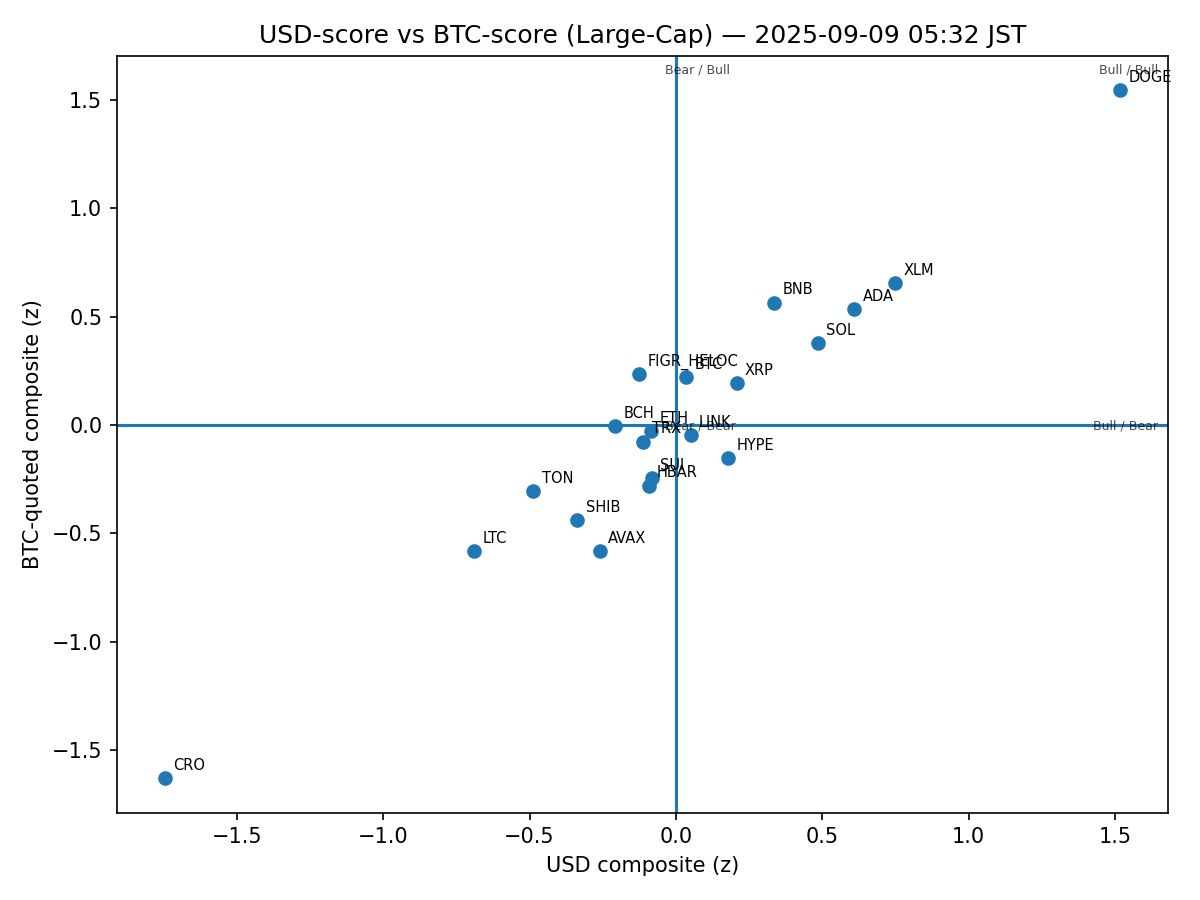 USD-score vs BTC-score (Large-Cap) — 2025-09-09 05:32 JST
Bear / Bull
Bull / Bull
DOGE
1.5
1.0
XLM
BNB
ADA
0.5
SOL
FIGR_HELOC
BTC
XRP
BCH
ETH
LINK
TRX
Bear / Bear
Bull / Bear
0.0
HYPE
SUI
HBAR
TON
SHIB
−0.5
LTC
AVAX
−1.0
−1.5
CRO
−1.5
−1.0
−0.5
0.0
0.5
1.0
1.5
USD composite (z)
BTC-quoted composite (z)